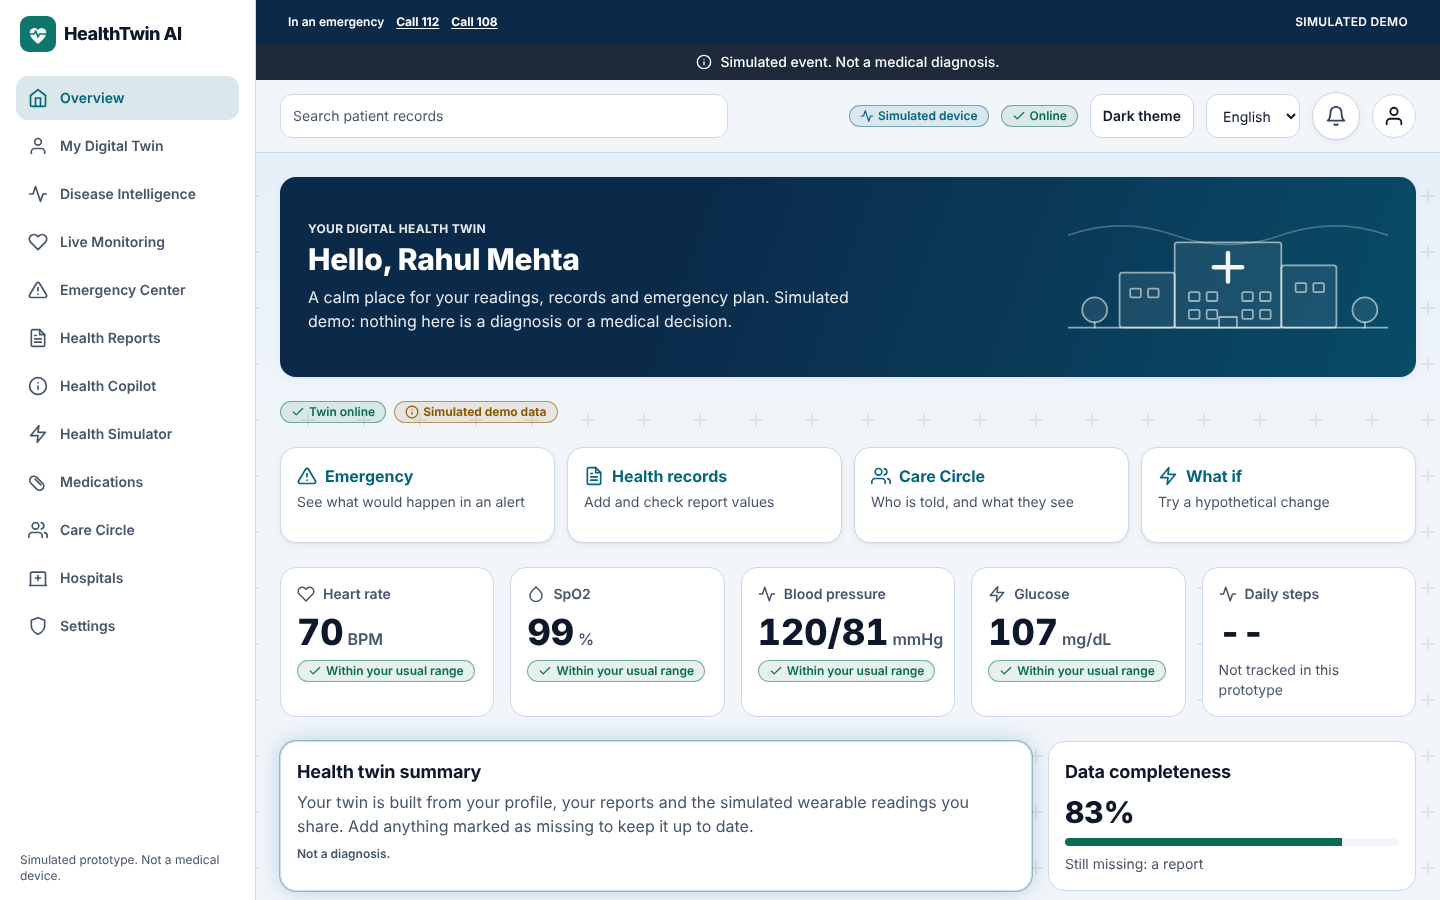 HealthTwin AI
Overview
My Digital Twin
Disease Intelligence
Live Monitoring
Emergency Center
Health Reports
Health Copilot
Health Simulator
Medications
Care Circle
Hospitals
Settings
Simulated prototype. Not a medical
device.
In an emergency Call 112 Call 108
SIMULATED DEMO
Simulated event. Not a medical diagnosis.
Search patient records
Simulated device
Online
Dark theme
English
YOUR DIGITAL HEALTH TWIN
Hello, Rahul Mehta
A calm place for your readings, records and emergency plan. Simulated
demo: nothing here is a diagnosis or a medical decision.
Twin online
Simulated demo data
Emergency
See what would happen in an alert
Health records
Add and check report values
Care Circle
Who is told, and what they see
What if
Try a hypothetical change
Heart rate
70 BPM
Within your usual range
SpO2
99 %
Within your usual range
Blood pressure
120/81 mmHg
Within your usual range
Glucose
107 mg/dL
Within your usual range
Daily steps
--
Not tracked in this
prototype
Health twin summary
Your twin is built from your profile, your reports and the simulated wearable readings you
share. Add anything marked as missing to keep it up to date.
Not a diagnosis.
Data completeness
83%
Still missing: a report